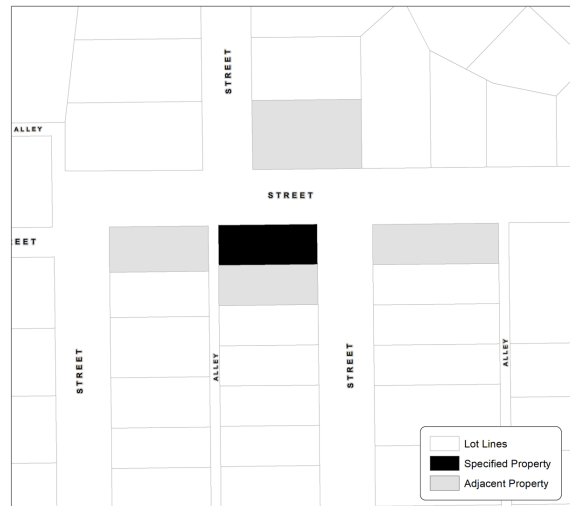 STREET
ALLEY
STREET
EET
STREET
ALLEY
STREET
ALLEY
Lot Lines
Specified Property
Adjacent Property